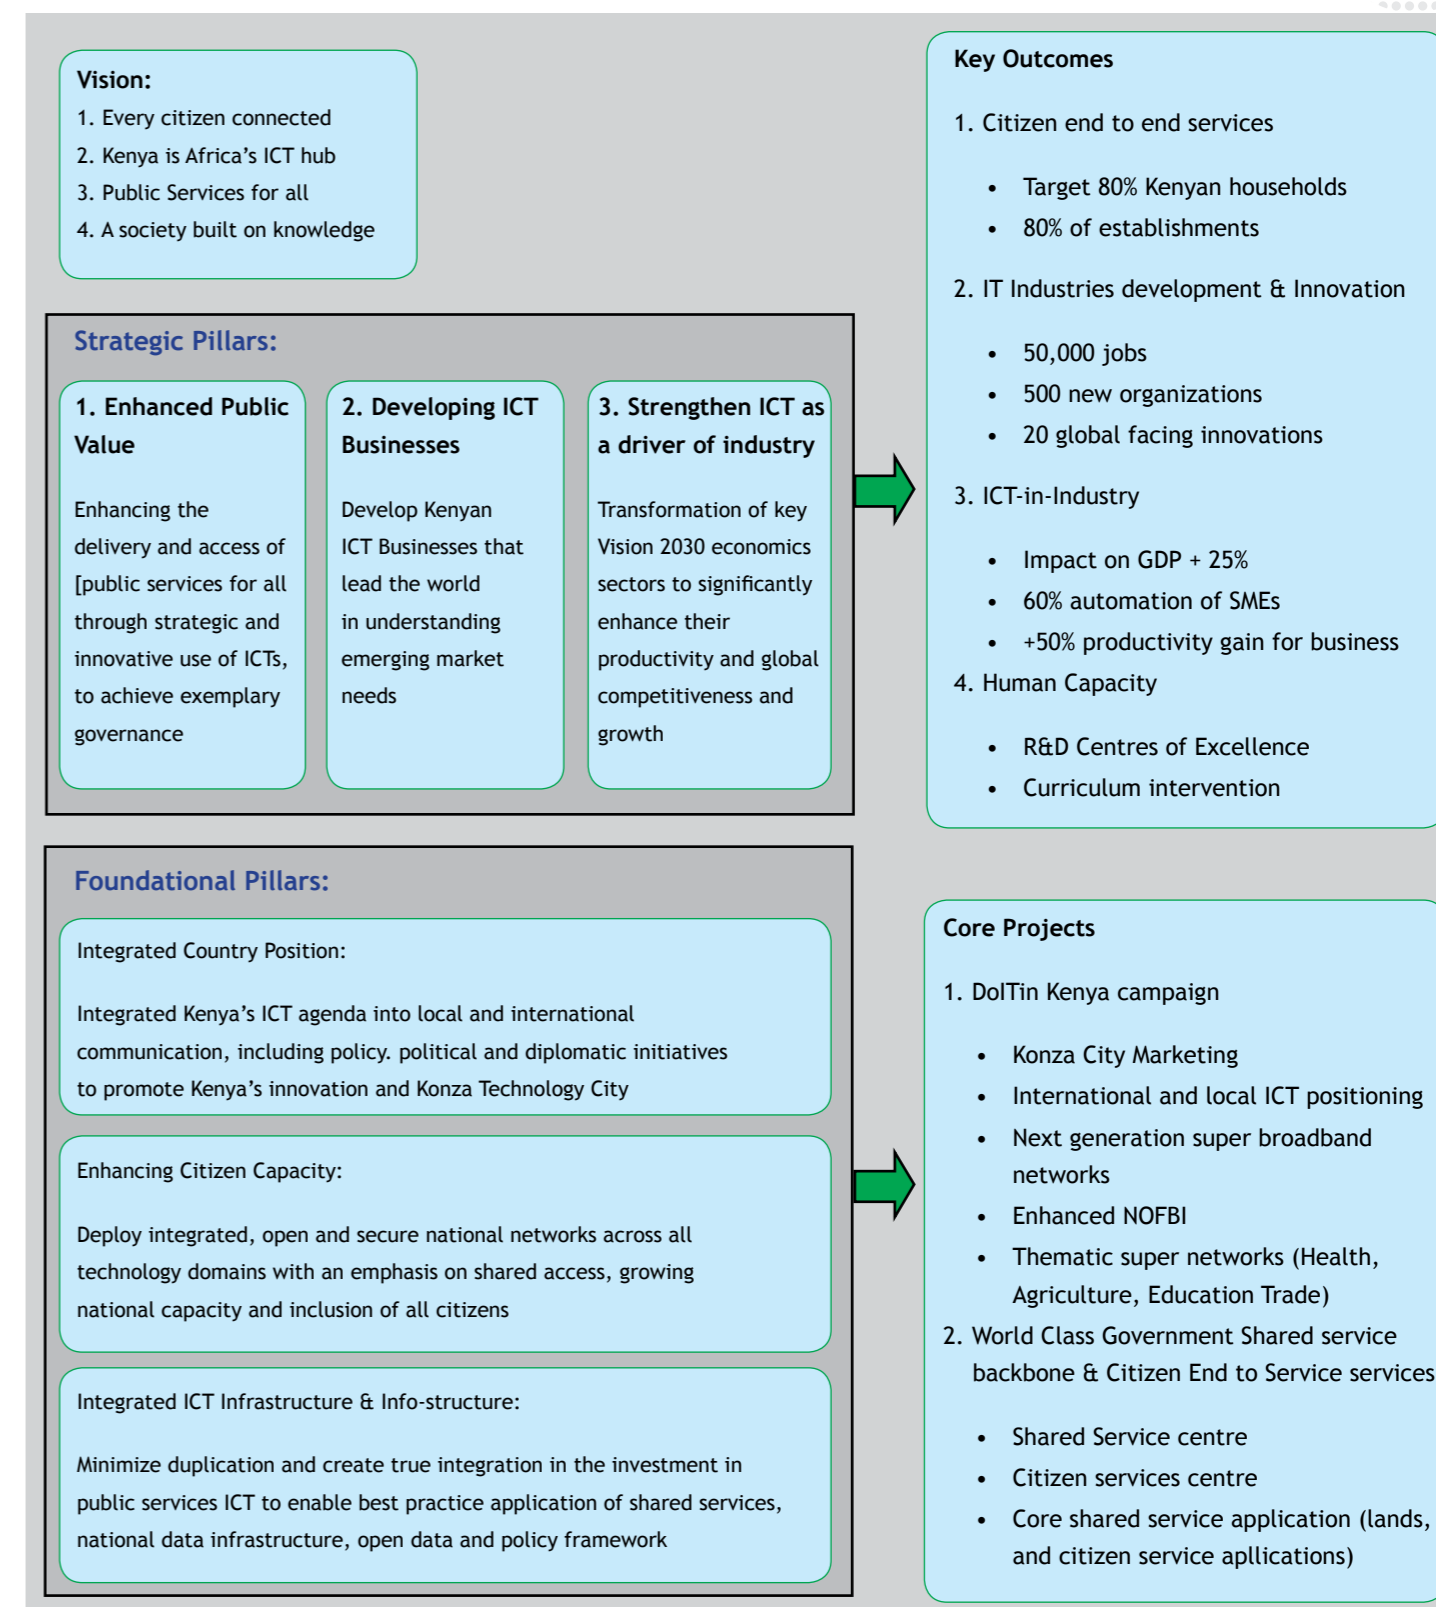 Vision:
1. Every citizen connected
2. Kenya is Africa’s ICT hub
3. Public Services for all
4. A society built on knowledge
Strategic Pillars:
1. Enhanced Public
Value
Enhancing the
delivery and access of
[public services for all
through strategic and
innovative use of ICTs,
to achieve exemplary
governance
2. Developing ICT
Businesses
Develop Kenyan
ICT Businesses that
lead the world
in understanding
emerging market
needs
3. Strengthen ICT as
a driver of industry
Transformation of key
Vision 2030 economics
sectors to significantly
enhance their
productivity and global
competitiveness and
growth
Key Outcomes
1. Citizen end to end services
• Target 80% Kenyan households
• 80% of establishments
2. IT Industries development & Innovation
• 50,000 jobs
• 500 new organizations
• 20 global facing innovations
3. ICT-in-Industry
• Impact on GDP + 25%
• 60% automation of SMEs
• +50% productivity gain for business
4. Human Capacity
• R&D Centres of Excellence
• Curriculum intervention
Foundational Pillars:
Integrated Country Position:
Integrated Kenya’s ICT agenda into local and international
communication, including policy. political and diplomatic initiatives
to promote Kenya’s innovation and Konza Technology City
Enhancing Citizen Capacity:
Deploy integrated, open and secure national networks across all
technology domains with an emphasis on shared access, growing
national capacity and inclusion of all citizens
Integrated ICT Infrastructure & Info-structure:
Minimize duplication and create true integration in the investment in
public services ICT to enable best practice application of shared services,
national data infrastructure, open data and policy framework
Core Projects
1. DoITin Kenya campaign
• Konza City Marketing
• International and local ICT positioning
• Next generation super broadband
networks
• Enhanced NOFBI
• Thematic super networks (Health,
Agriculture, Education Trade)
2. World Class Government Shared service
backbone & Citizen End to Service services
• Shared Service centre
• Citizen services centre
• Core shared service application (lands,
and citizen service apllications)